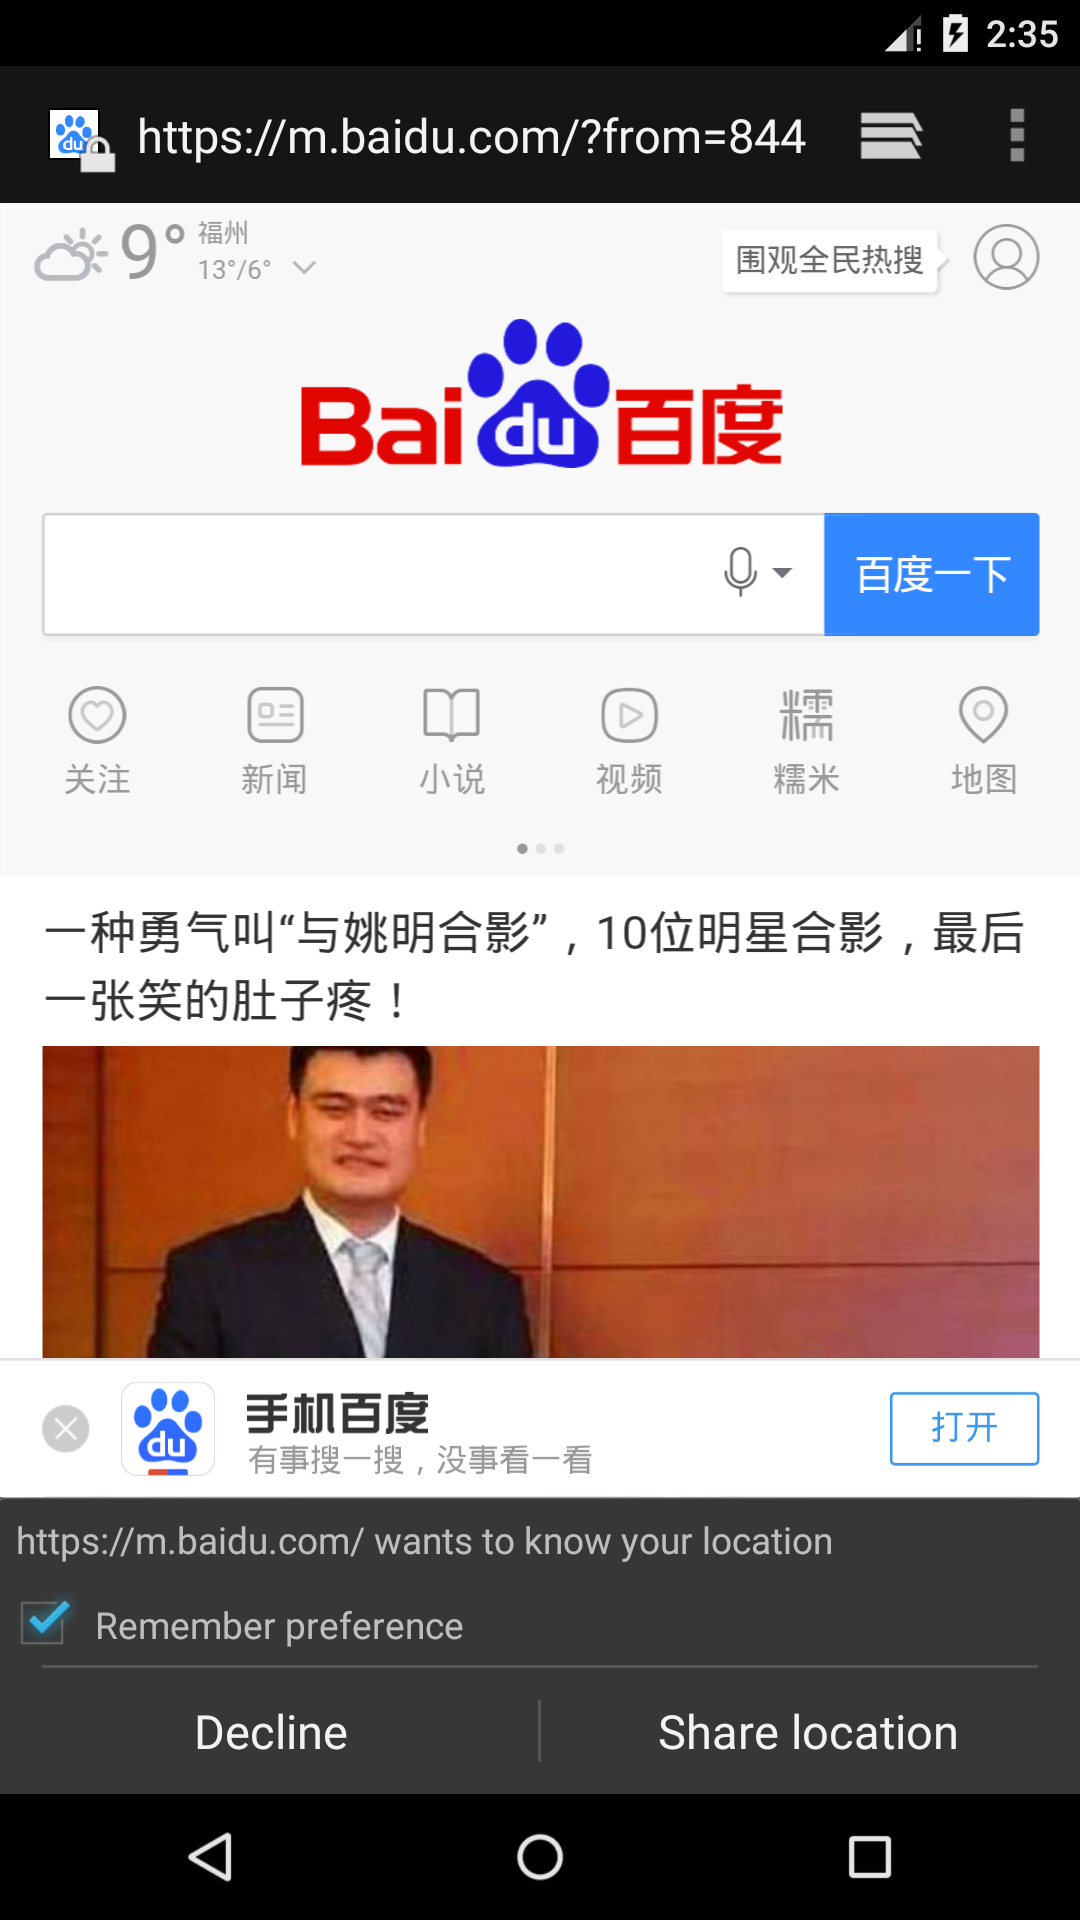 2:35
https://m.baidu.com/?from=844
9°
福州
13°/6°
围观全民热搜
Bai du 百度
百度一下
关注 新闻 小说 视频 糯米 地图
一种勇气叫“与姚明合影”，10位明星合影，最后
一张笑的肚子疼！
手机百度
有事搜一搜，没事看一看
打开
https://m.baidu.com/ wants to know your location
Remember preference
Decline Share location